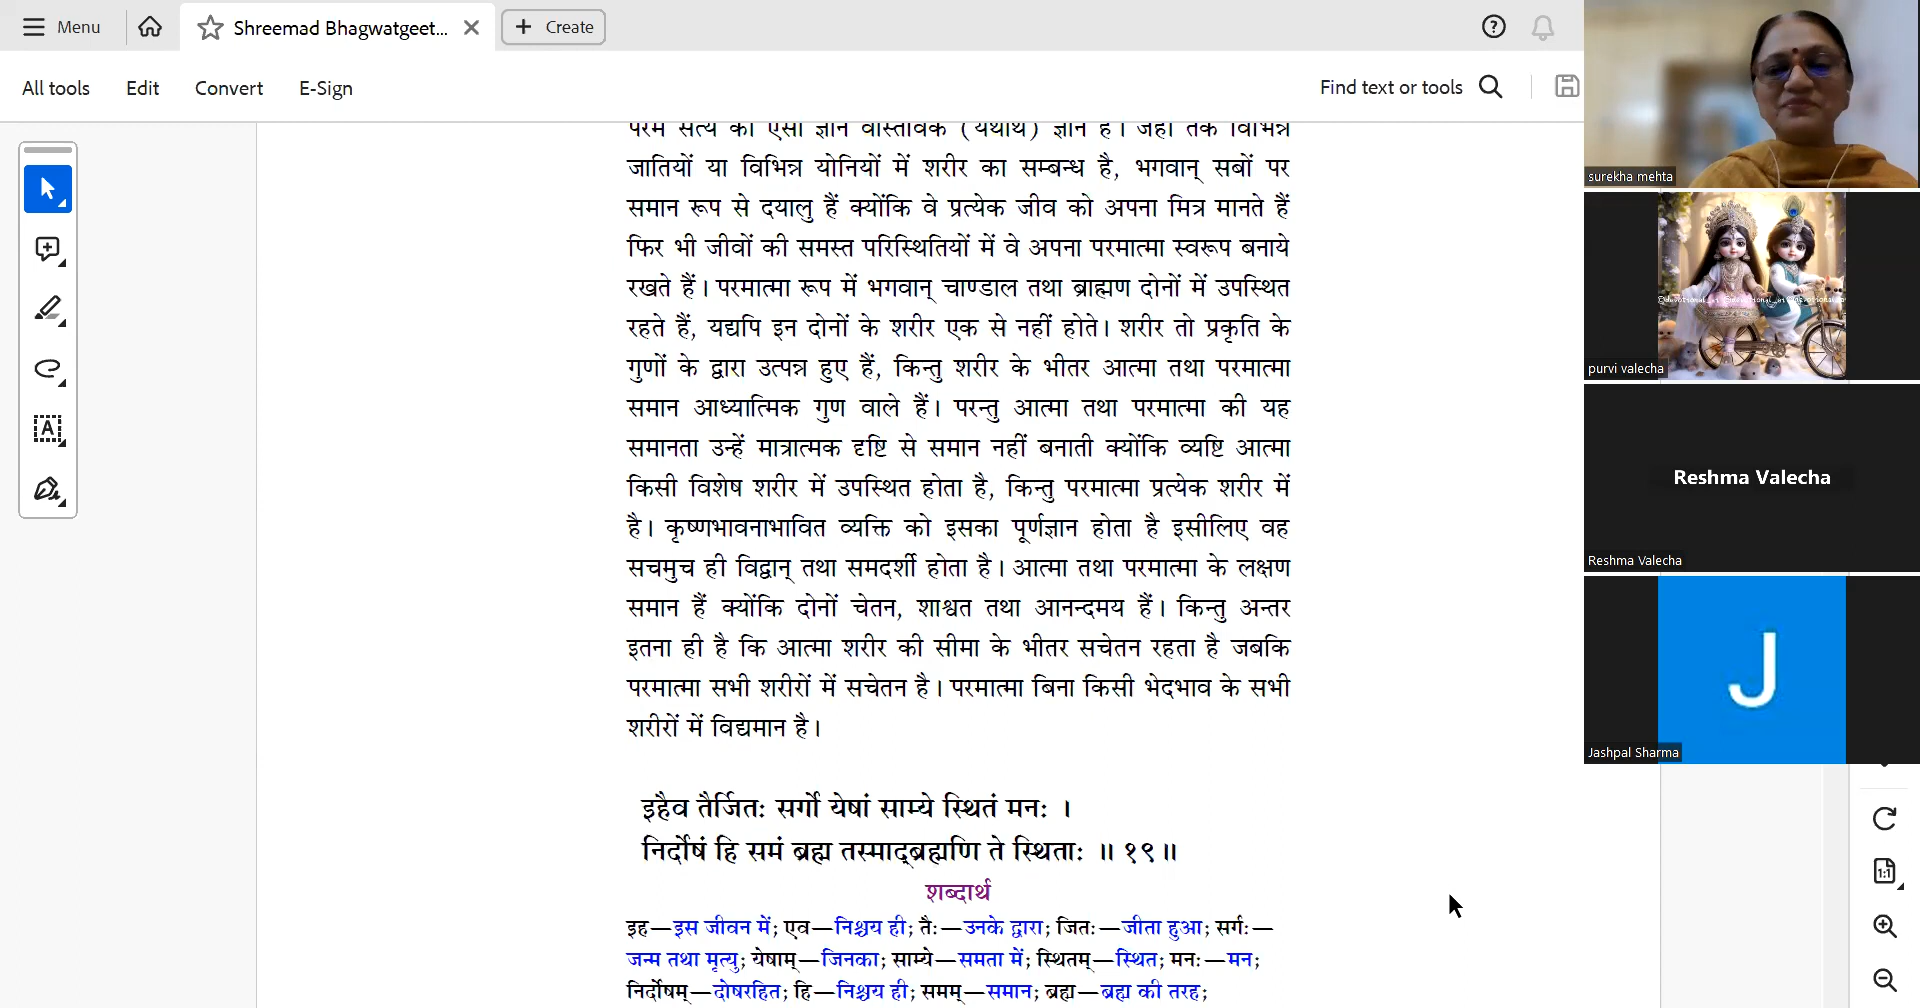 Menu
Shreemad Bhagwatgeet...
Create
All tools
Edit
Convert
E-Sign
Find text or tools
परम सत्य का ऐसा ज्ञान वास्तविक (यथार्थ) ज्ञान है। जहाँ तक विभिन्न
जातियों या विभिन्न योनियों में शरीर का सम्बन्ध है, भगवान् सबों पर
समान रूप से दयालु हैं क्योंकि वे प्रत्येक जीव को अपना मित्र मानते हैं
फिर भी जीवों की समस्त परिस्थितियों में वे अपना परमात्मा स्वरूप बनाये
रखते हैं। परमात्मा रूप में भगवान् चाण्डाल तथा ब्राह्मण दोनों में उपस्थित
रहते हैं, यद्यपि इन दोनों के शरीर एक से नहीं होते। शरीर तो प्रकृति के
गुणों के द्वारा उत्पन्न हुए हैं, किन्तु शरीर के भीतर आत्मा तथा परमात्मा
समान आध्यात्मिक गुण वाले हैं। परन्तु आत्मा तथा परमात्मा की यह
समानता उन्हें मात्रात्मक दृष्टि से समान नहीं बनाती क्योंकि व्यष्टि आत्मा
किसी विशेष शरीर में उपस्थित होता है, किन्तु परमात्मा प्रत्येक शरीर में
है। कृष्णभावनाभावित व्यक्ति को इसका पूर्णज्ञान होता है इसीलिए वह
सचमुच ही विद्वान् तथा समदर्शी होता है। आत्मा तथा परमात्मा के लक्षण
समान हैं क्योंकि दोनों चेतन, शाश्वत तथा आनन्दमय हैं। किन्तु अन्तर
इतना ही है कि आत्मा शरीर की सीमा के भीतर सचेतन रहता है जबकि
परमात्मा सभी शरीरों में सचेतन है। परमात्मा बिना किसी भेदभाव के सभी
शरीरों में विद्यमान है।
इहैव तैर्जितः सर्गो येषां साम्ये स्थितं मनः ।
निर्दोषं हि समं ब्रह्म तस्माद्ब्रह्मणि ते स्थिताः ॥ १९॥
शब्दार्थ
इह—इस जीवन में; एव—निश्चय ही; तैः—उनके द्वारा; जितः—जीता हुआ; सर्गः—
जन्म तथा मृत्यु; येषाम्—जिनका; साम्ये—समता में; स्थितम्—स्थित; मनः—मन;
निर्दोषम्—दोषरहित; हि—निश्चय ही; समम्—समान; ब्रह्म—ब्रह्म की तरह;
surekha mehta
purvi valecha
Reshma Valecha
Reshma Valecha
J
Jashpal Sharma